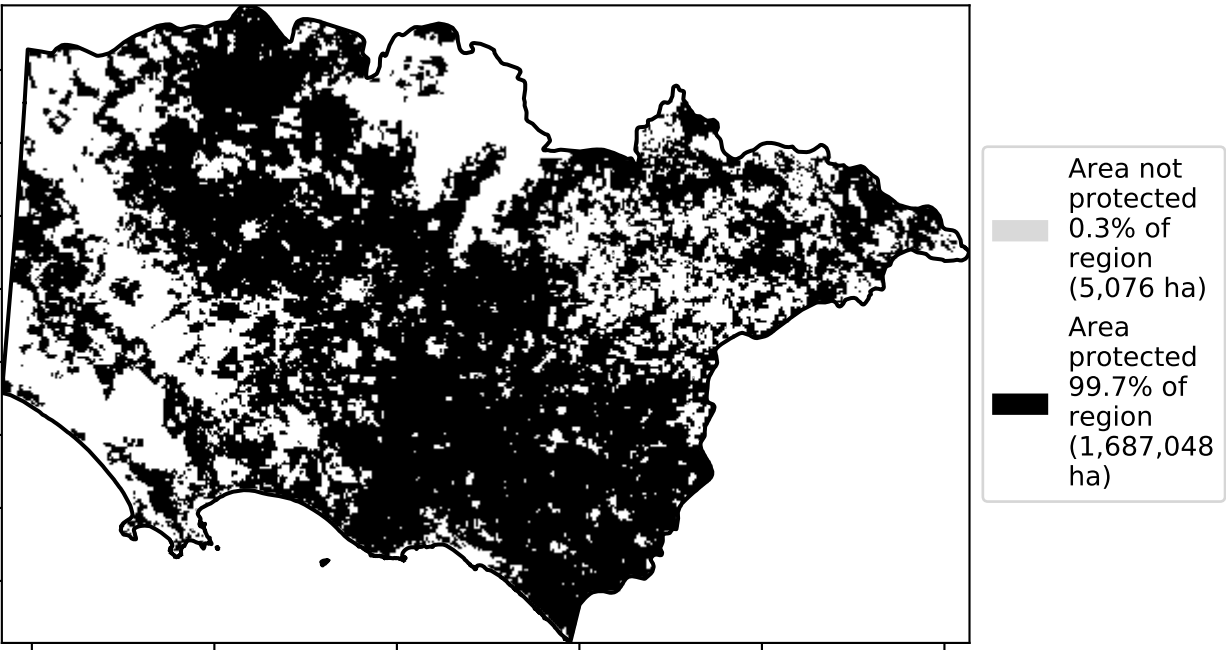 Area not
protected
0.3% of
region
(5,076 ha)
Area
protected
99.7% of
region
(1,687,048
ha)